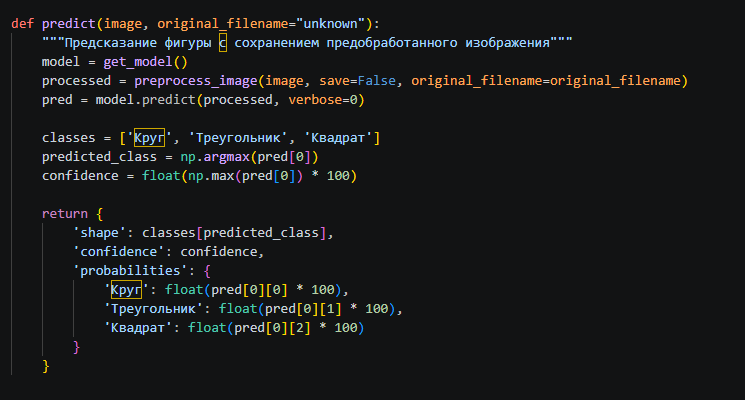 def predict(image, original_filename="unknown"):
    """Предсказание фигуры с сохранением предобработанного изображения"""
    model = get_model()
    processed = preprocess_image(image, save=False, original_filename=original_filename)
    pred = model.predict(processed, verbose=0)

    classes = ['Круг', 'Треугольник', 'Квадрат']
    predicted_class = np.argmax(pred[0])
    confidence = float(np.max(pred[0]) * 100)

    return {
        'shape': classes[predicted_class],
        'confidence': confidence,
        'probabilities': {
            'Круг': float(pred[0][0] * 100),
            'Треугольник': float(pred[0][1] * 100),
            'Квадрат': float(pred[0][2] * 100)
        }
    }